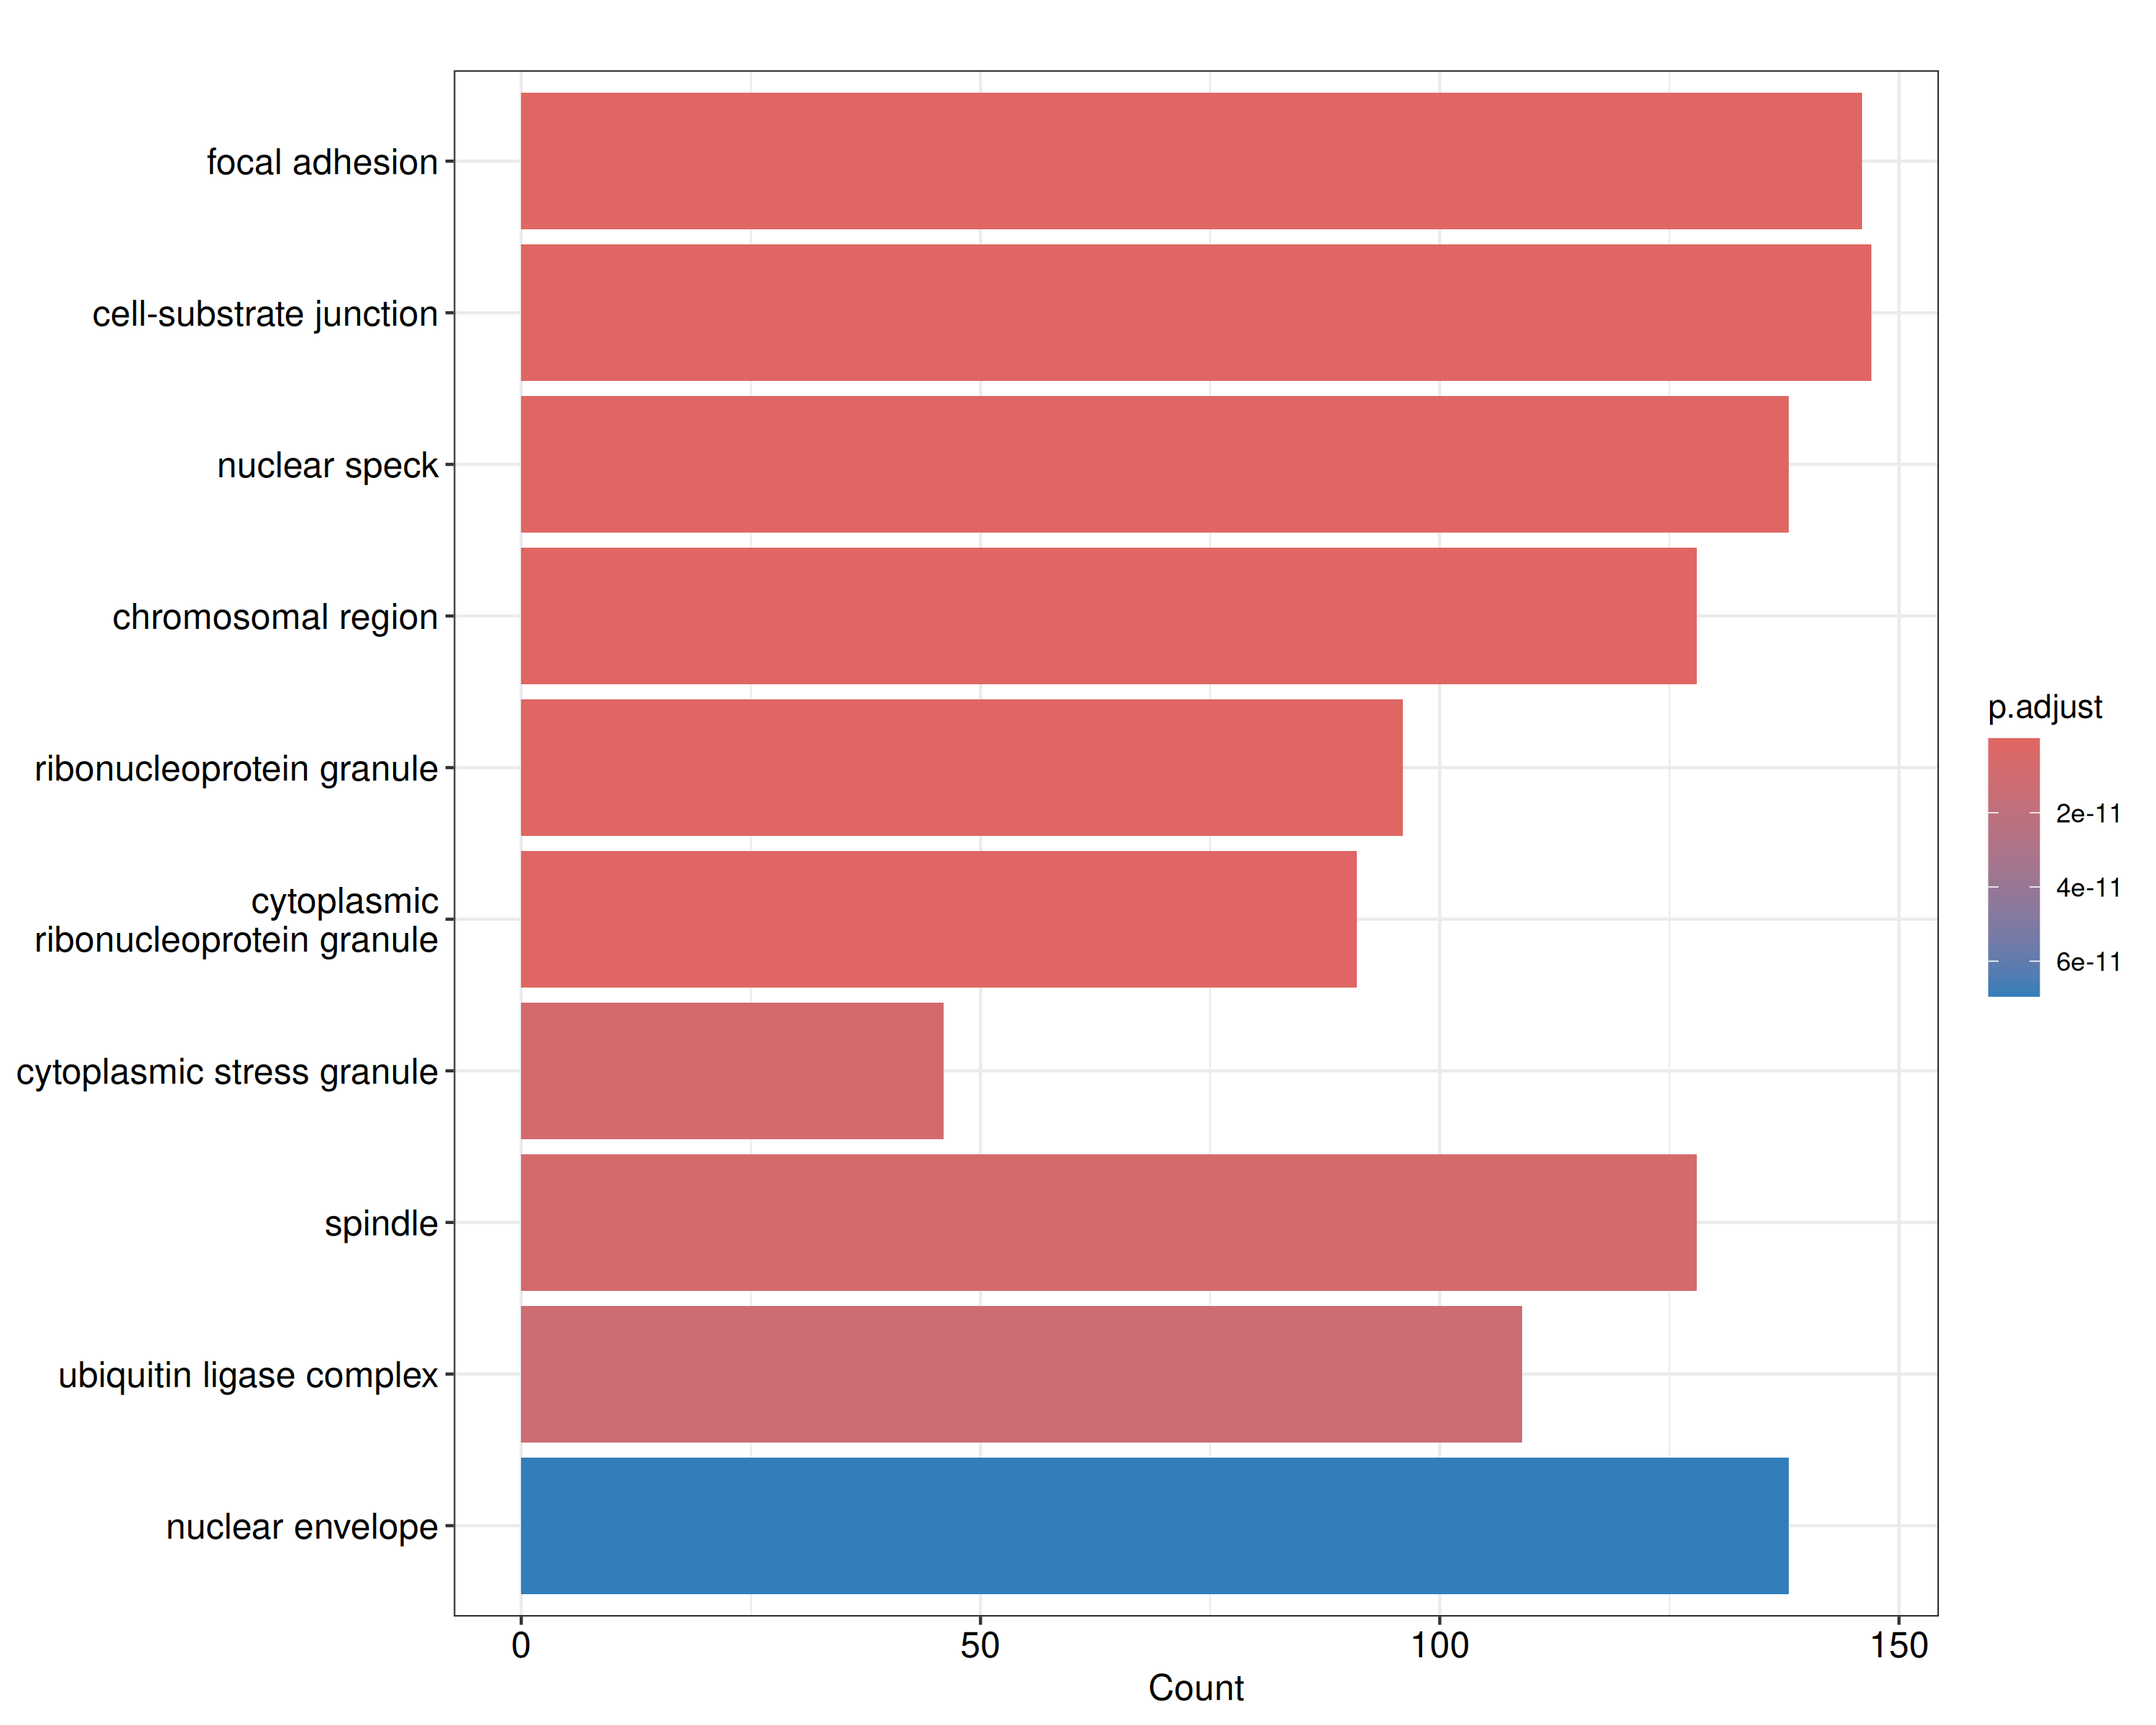 focal adhesion
cell-substrate junction
nuclear speck
chromosomal region
ribonucleoprotein granule
cytoplasmic
ribonucleoprotein granule
cytoplasmic stress granule
spindle
ubiquitin ligase complex
nuclear envelope
0 50 100 150
Count
p.adjust
2e-11
4e-11
6e-11